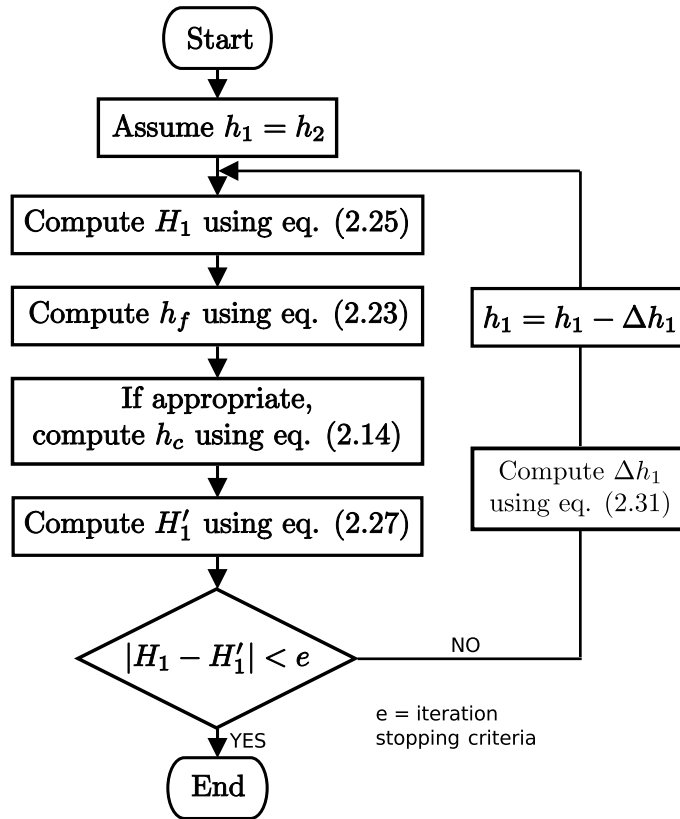 Start
Assume h₁ = h₂
Compute H₁ using eq. (2.25)
Compute h_f using eq. (2.23)
If appropriate,
compute h_c using eq. (2.14)
Compute H₁′ using eq. (2.27)
|H₁ − H₁′| < e
NO
YES
End
Compute Δh₁
using eq. (2.31)
h₁ = h₁ − Δh₁
e = iteration
stopping criteria